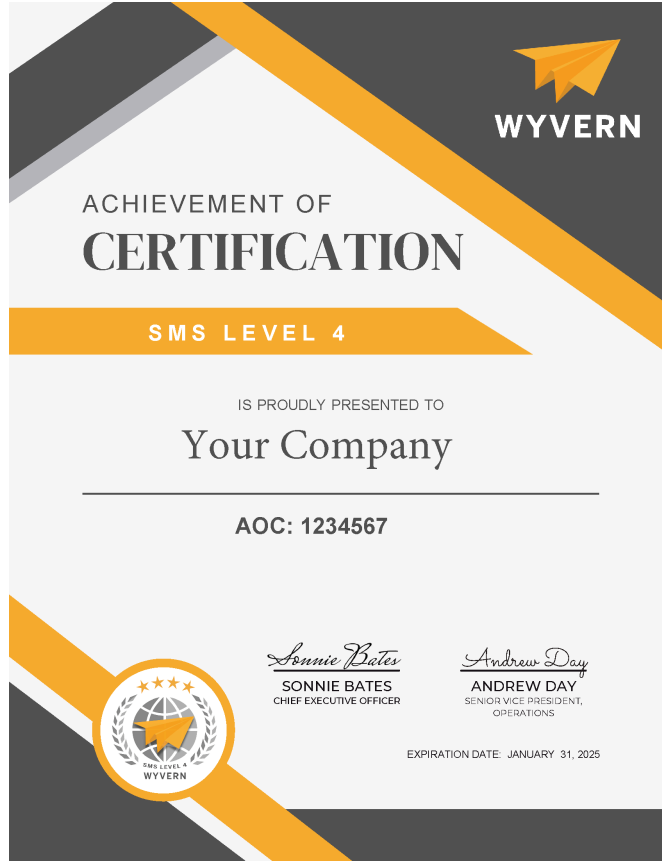 WYVERN
ACHIEVEMENT OF
CERTIFICATION
SMS LEVEL 4
IS PROUDLY PRESENTED TO
Your Company
AOC: 1234567
Sonnie Bates
SONNIE BATES
CHIEF EXECUTIVE OFFICER
Andrew Day
ANDREW DAY
SENIOR VICE PRESIDENT,
OPERATIONS
SMS LEVEL 4
WYVERN
EXPIRATION DATE: JANUARY 31, 2025